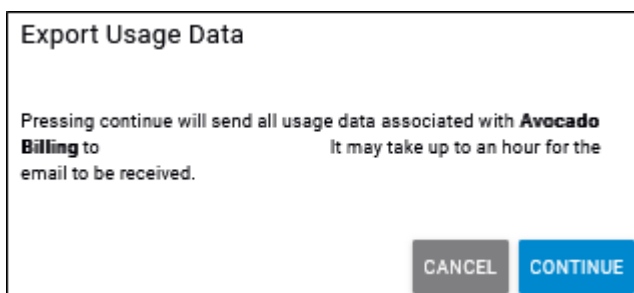 Export Usage Data
Pressing continue will send all usage data associated with Avocado
Billing to It may take up to an hour for the
email to be received.
CANCEL CONTINUE